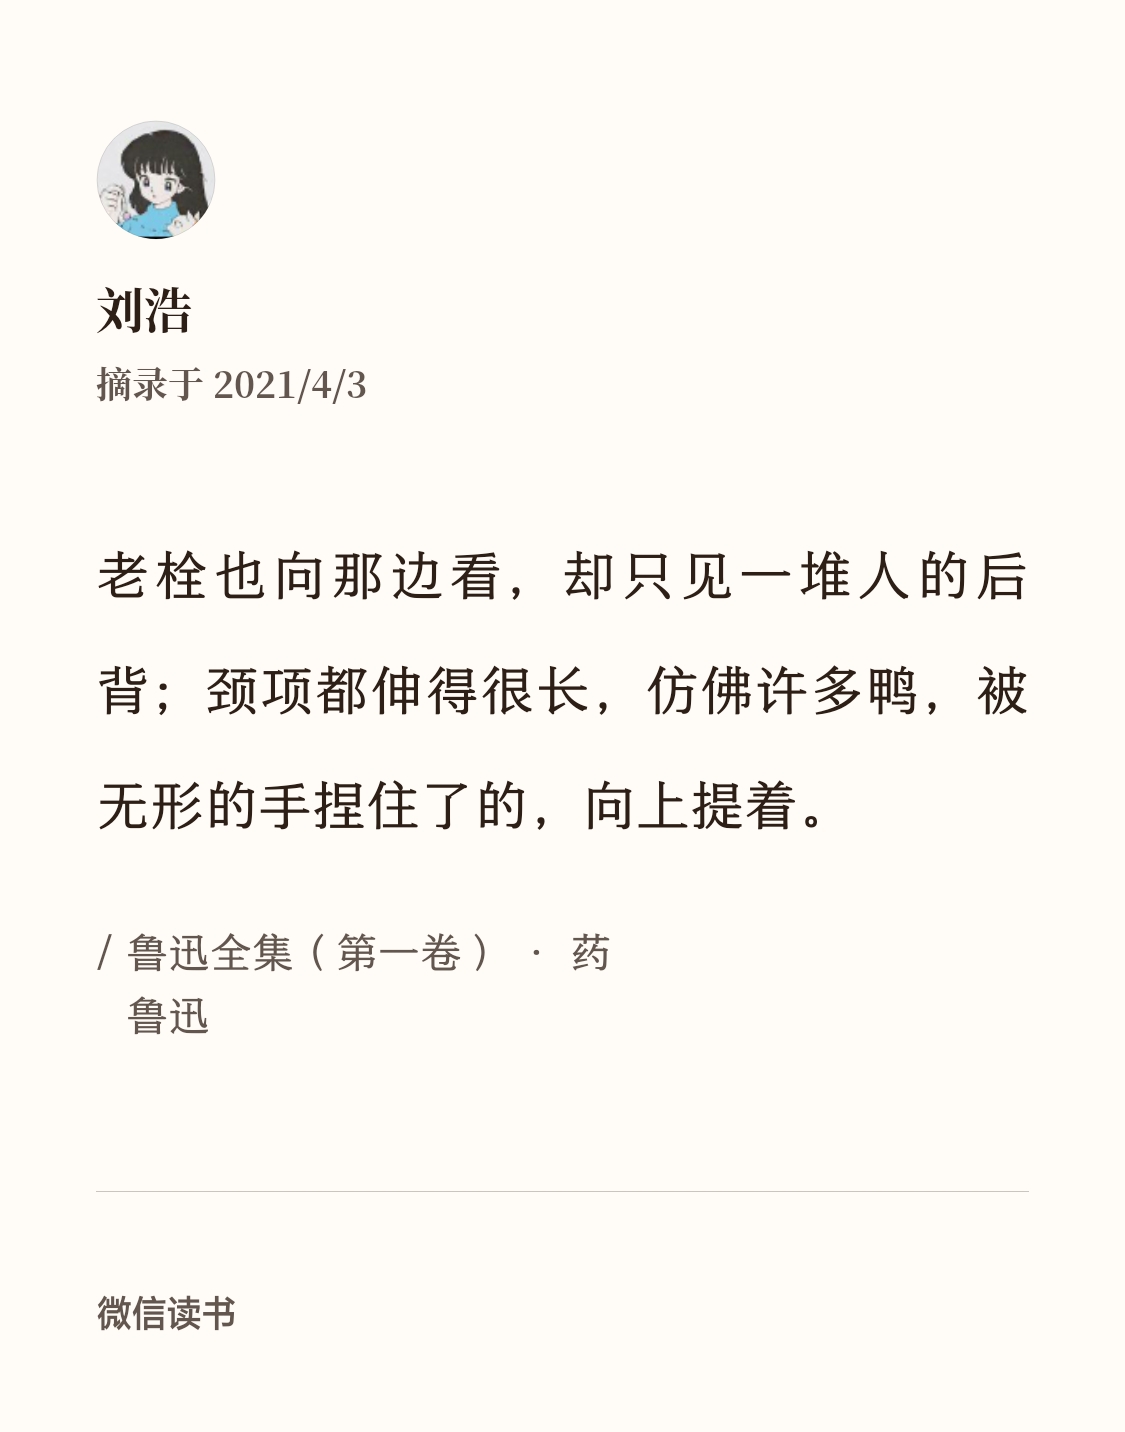 刘浩
摘录于 2021/4/3
老栓也向那边看，却只见一堆人的后
背；颈项都伸得很长，仿佛许多鸭，被
无形的手捏住了的，向上提着。
/ 鲁迅全集（第一卷） · 药
鲁迅
微信读书